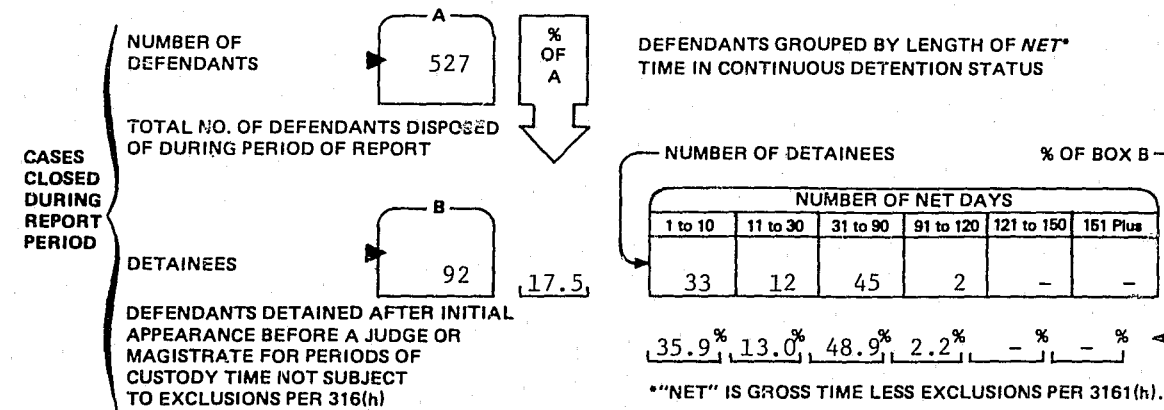 CASES
CLOSED
DURING
REPORT
PERIOD
NUMBER OF
DEFENDANTS
A
527
%
OF
A
TOTAL NO. OF DEFENDANTS DISPOSED
OF DURING PERIOD OF REPORT
B
DETAINEES
92
17.5
DEFENDANTS DETAINED AFTER INITIAL
APPEARANCE BEFORE A JUDGE OR
MAGISTRATE FOR PERIODS OF
CUSTODY TIME NOT SUBJECT
TO EXCLUSIONS PER 316(h)
DEFENDANTS GROUPED BY LENGTH OF NET*
TIME IN CONTINUOUS DETENTION STATUS
NUMBER OF DETAINEES % OF BOX B
NUMBER OF NET DAYS
1 to 10 11 to 30 31 to 90 91 to 120 121 to 150 151 Plus
33 12 45 2 – –
35.9% 13.0% 48.9% 2.2% – % – %
*"NET" IS GROSS TIME LESS EXCLUSIONS PER 3161(h).